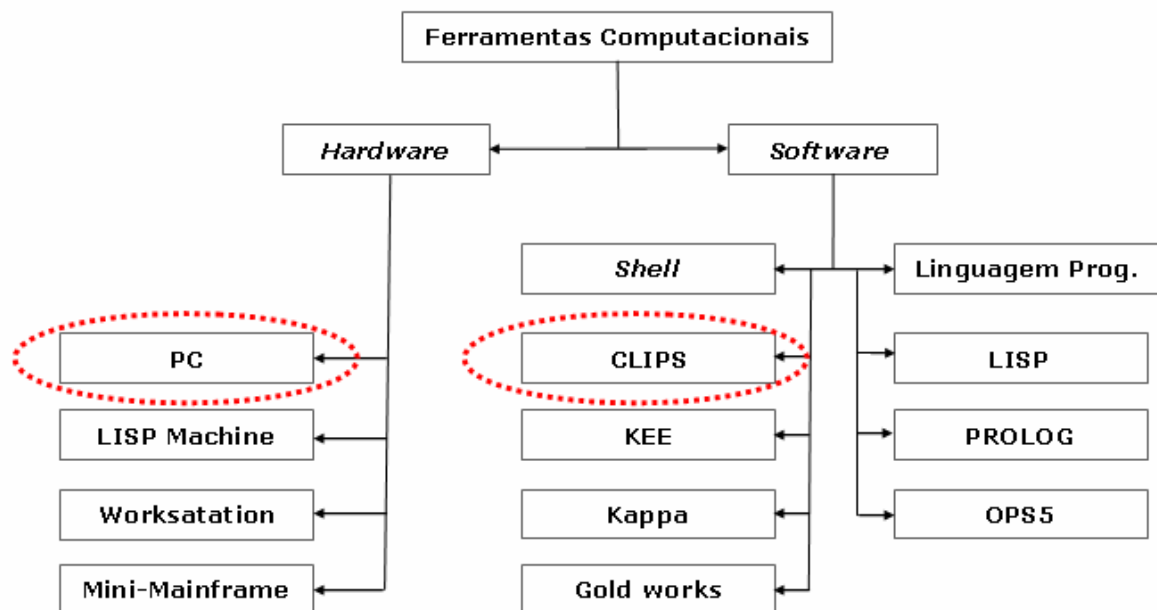 Ferramentas Computacionais
Hardware
Software
Shell
Linguagem Prog.
PC
CLIPS
LISP
LISP Machine
KEE
PROLOG
Worksatation
Kappa
OPS5
Mini-Mainframe
Gold works